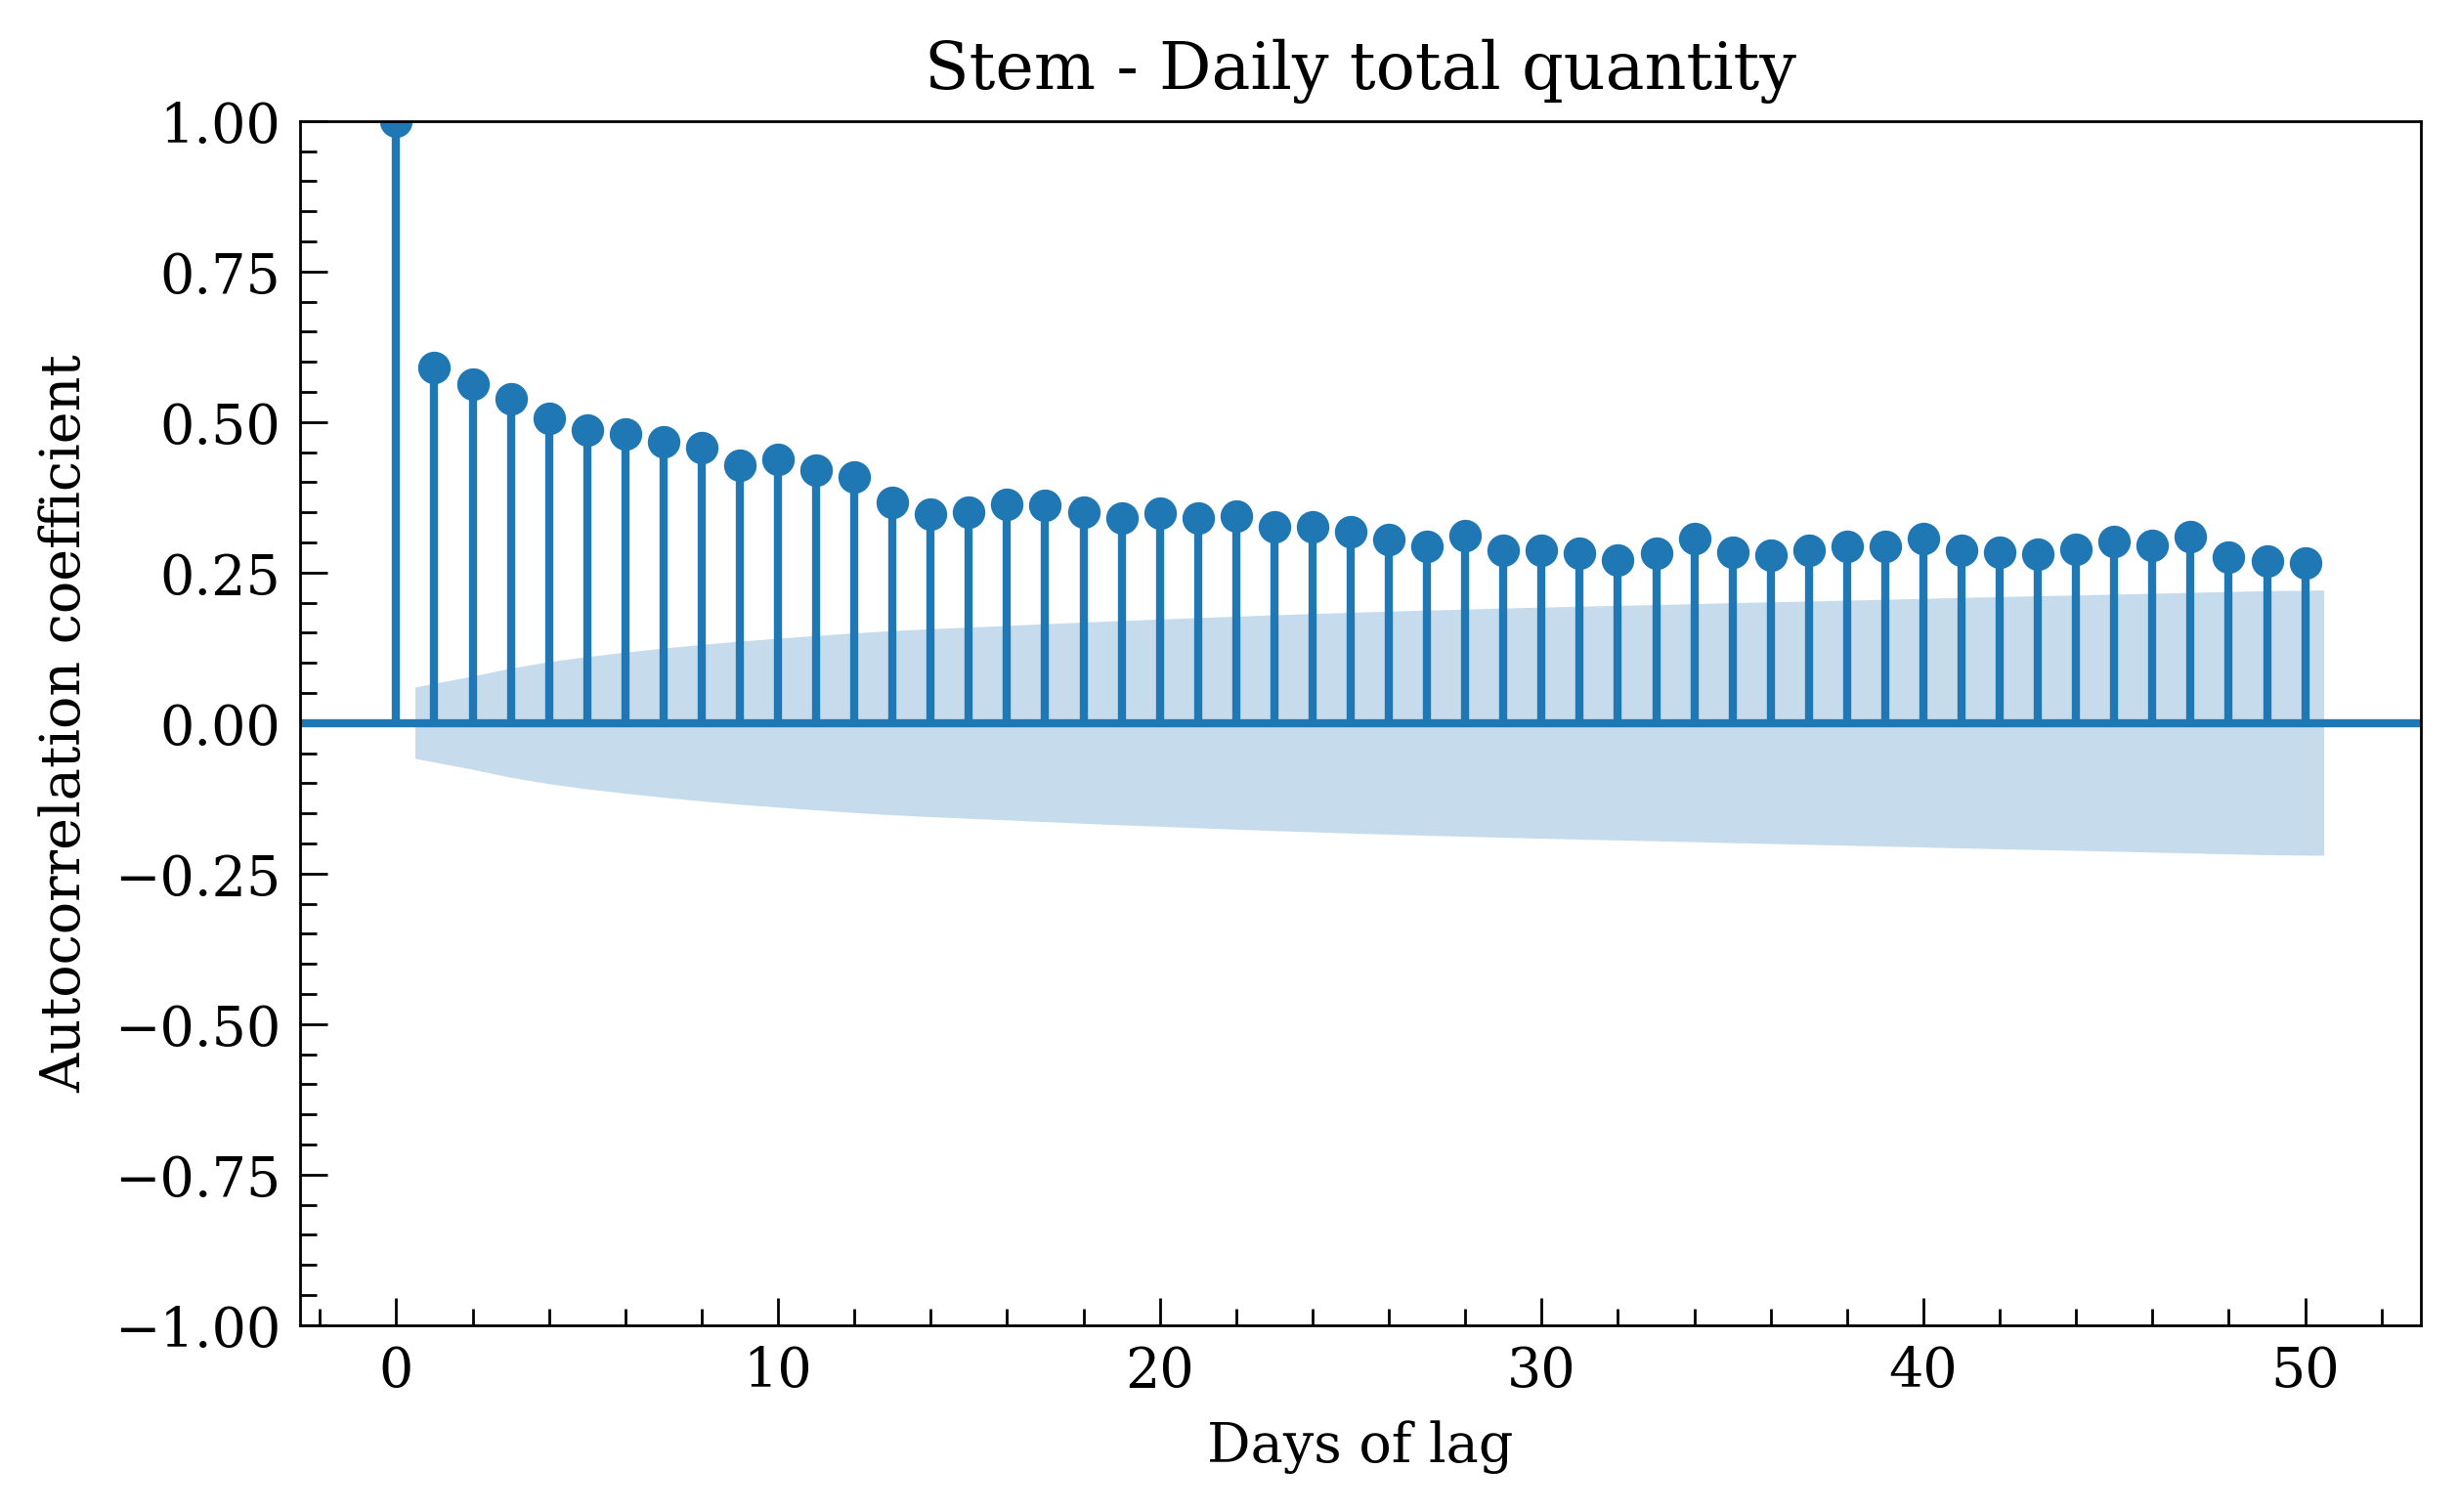 Stem - Daily total quantity
1.00
0.75
0.50
0.25
0.00
−0.25
−0.50
−0.75
−1.00
Autocorrelation coefficient
0 10 20 30 40 50
Days of lag